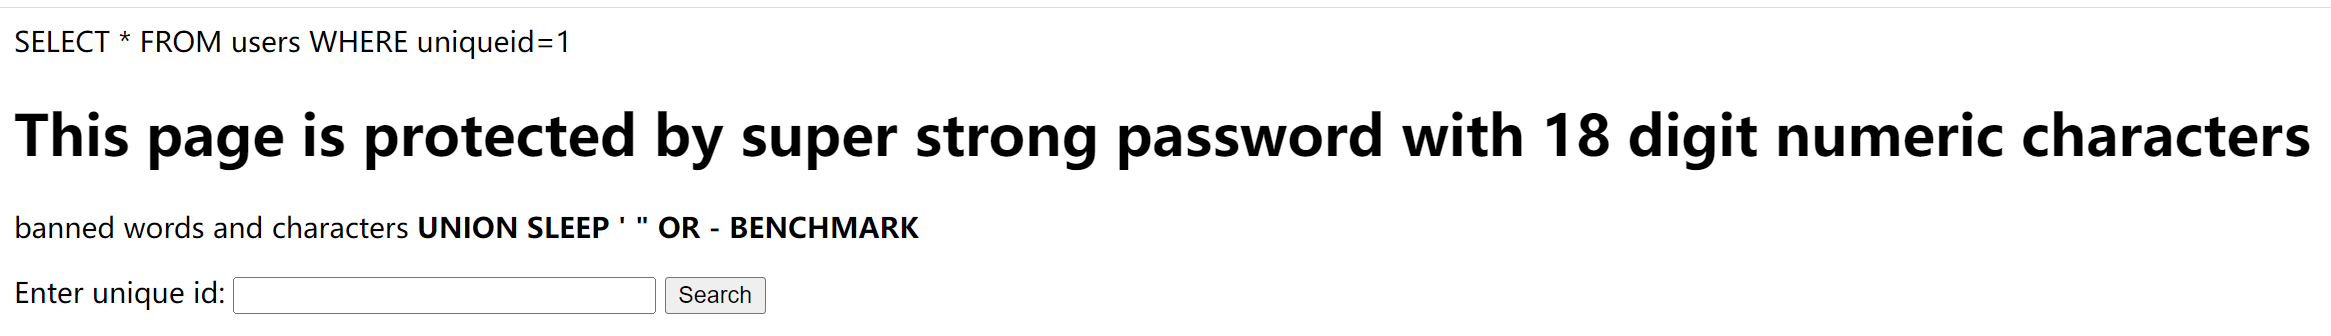 SELECT * FROM users WHERE uniqueid=1
This page is protected by super strong password with 18 digit numeric characters
banned words and characters UNION SLEEP ' " OR - BENCHMARK
Enter unique id: Search